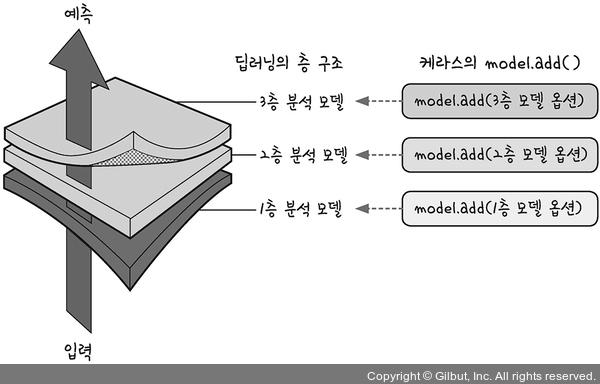 예측
딥러닝의 층 구조
케라스의 model.add()
3층 분석 모델
model.add(3층 모델 옵션)
2층 분석 모델
model.add(2층 모델 옵션)
1층 분석 모델
model.add(1층 모델 옵션)
입력
Copyright © Gilbut, Inc. All rights reserved.